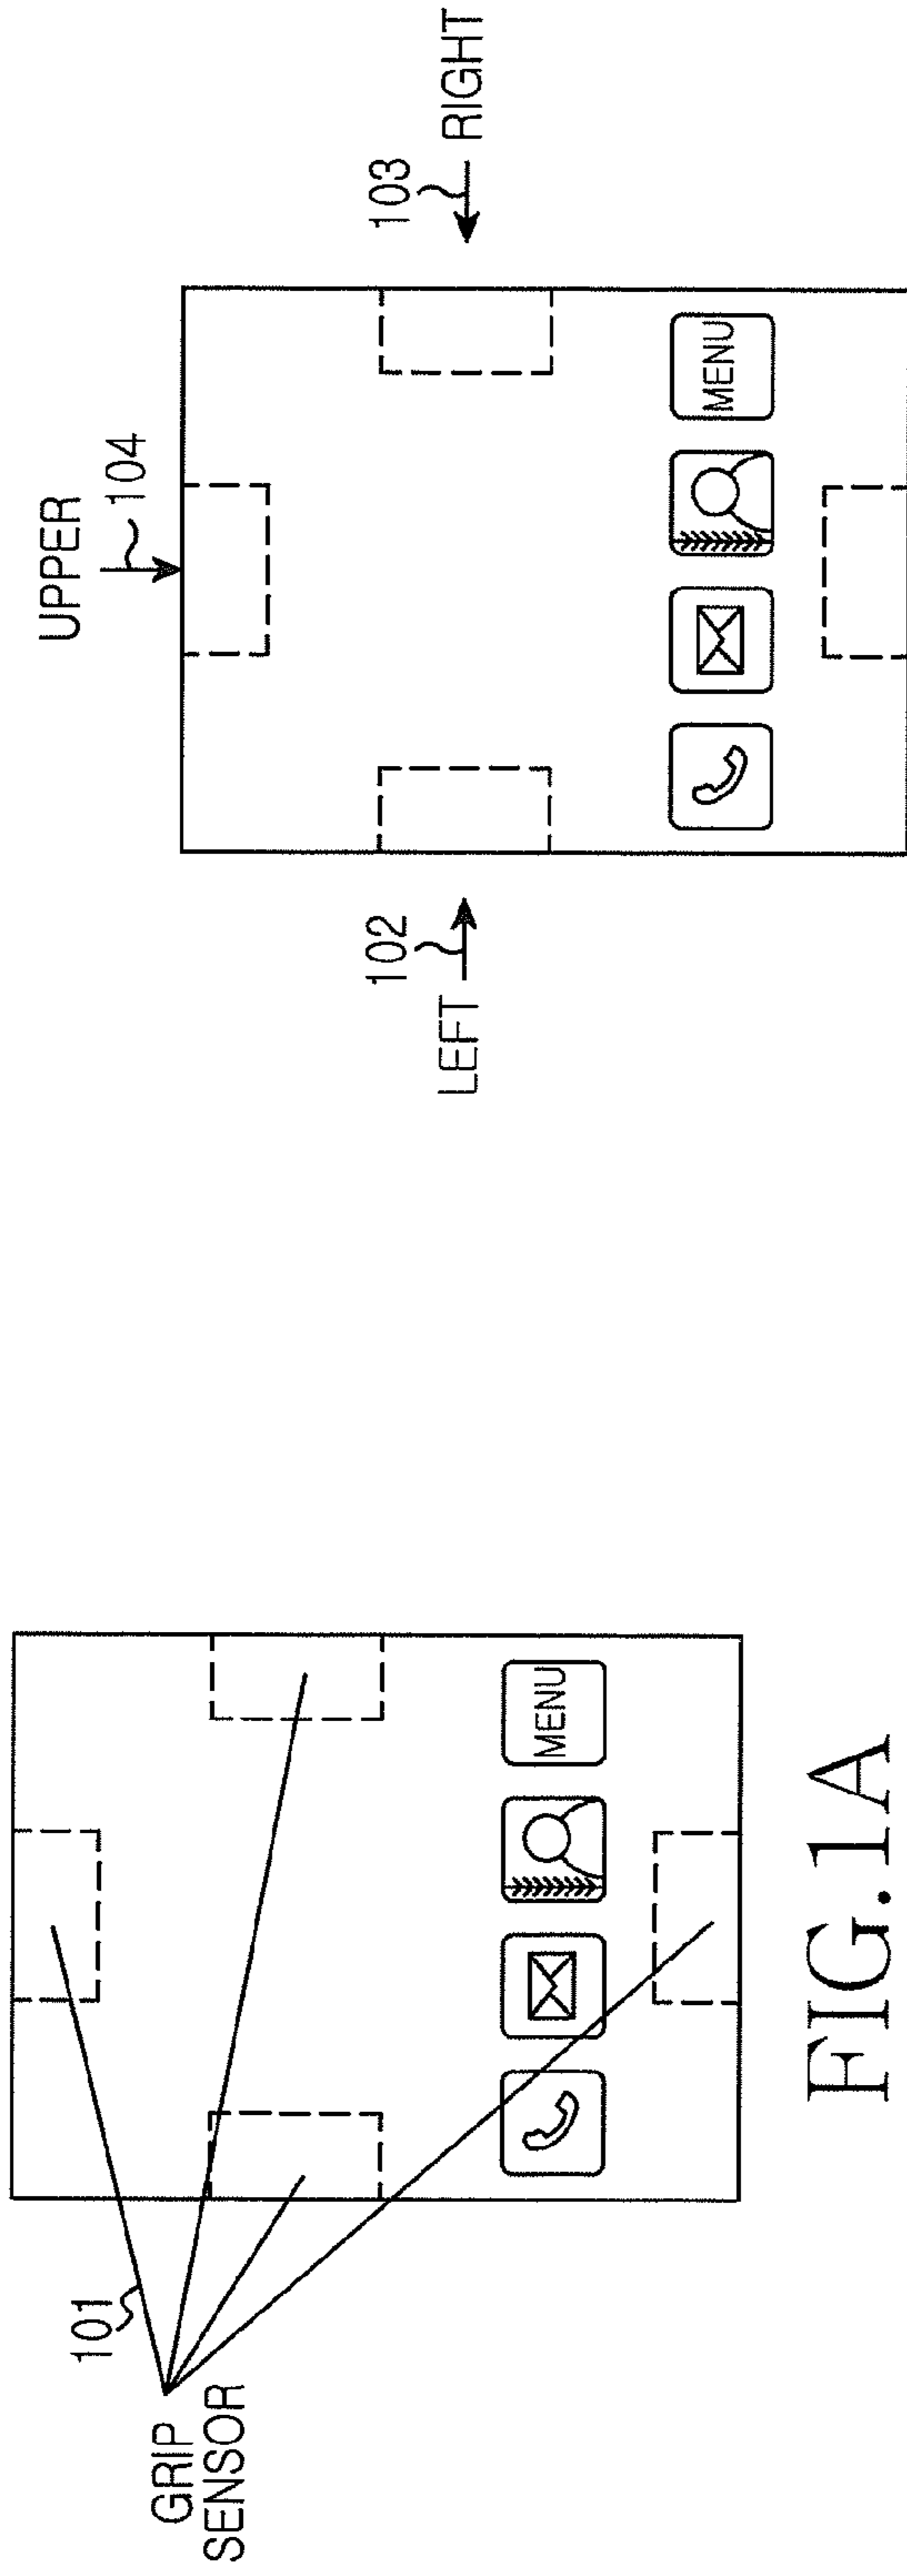 101
GRIP
SENSOR
MENU
FIG.1A
UPPER
104
102
LEFT
103
RIGHT
MENU